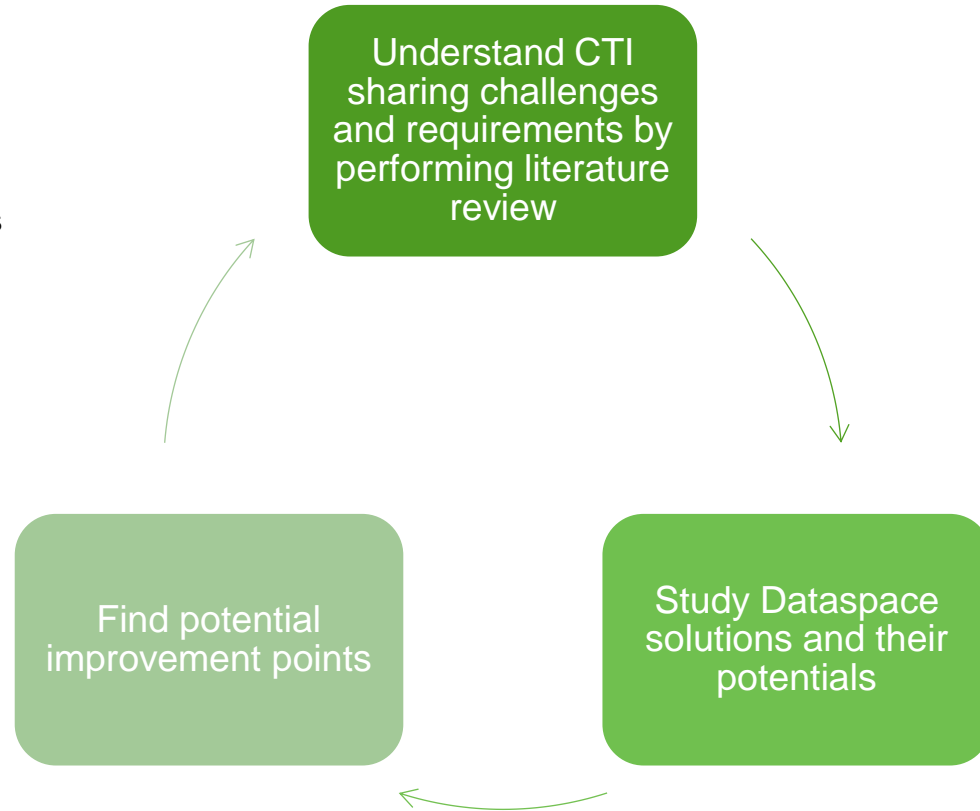 Understand CTI
sharing challenges
and requirements by
performing literature
review
s
Find potential
improvement points
Study Dataspace
solutions and their
potentials